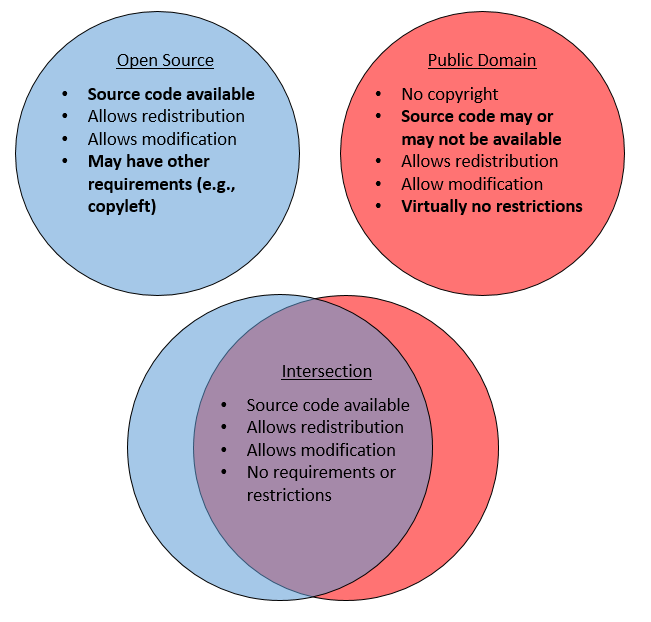 Open Source
• Source code available
• Allows redistribution
• Allows modification
• May have other
requirements (e.g.,
copyleft)
Public Domain
• No copyright
• Source code may or
may not be available
• Allows redistribution
• Allow modification
• Virtually no restrictions
Intersection
• Source code available
• Allows redistribution
• Allows modification
• No requirements or
restrictions